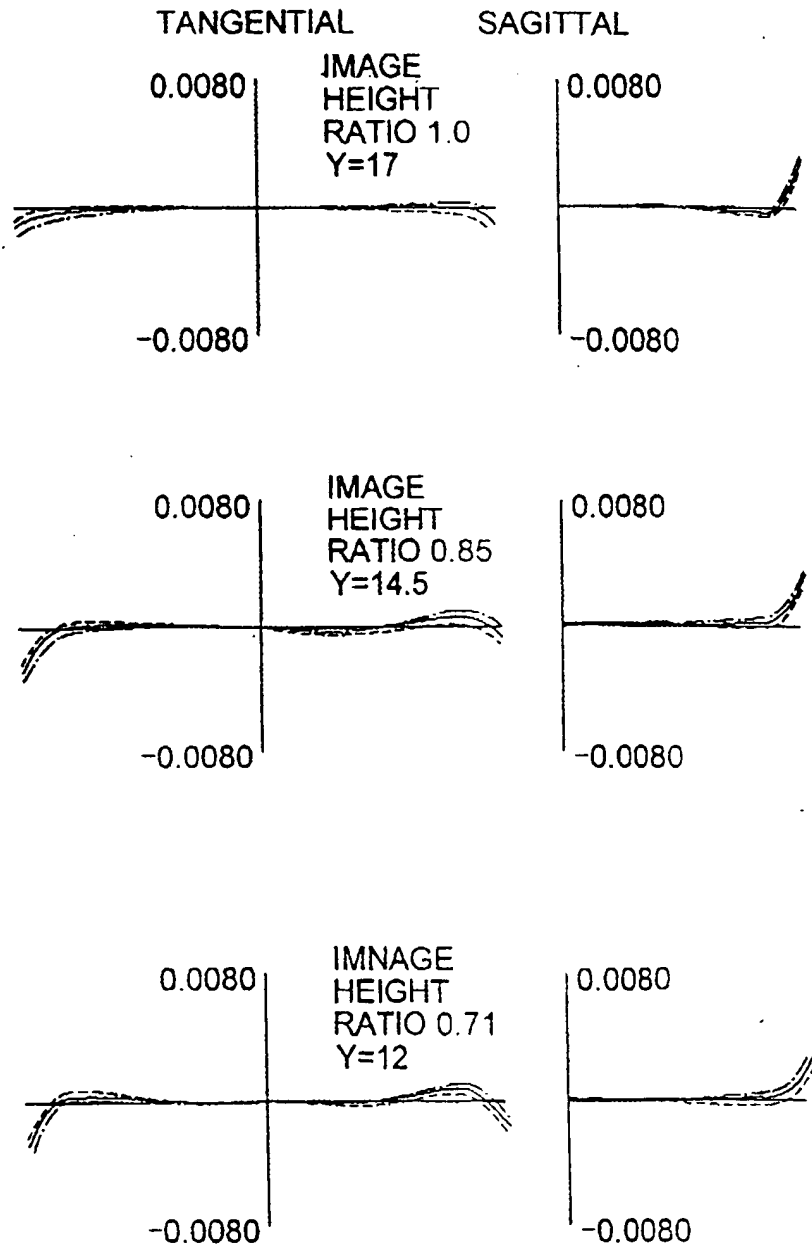 TANGENTIAL SAGITTAL
0.0080 IMAGE HEIGHT RATIO 1.0 Y=17 0.0080
-0.0080 -0.0080
0.0080 IMAGE HEIGHT RATIO 0.85 Y=14.5 0.0080
-0.0080 -0.0080
0.0080 IMNAGE HEIGHT RATIO 0.71 Y=12 0.0080
-0.0080 -0.0080